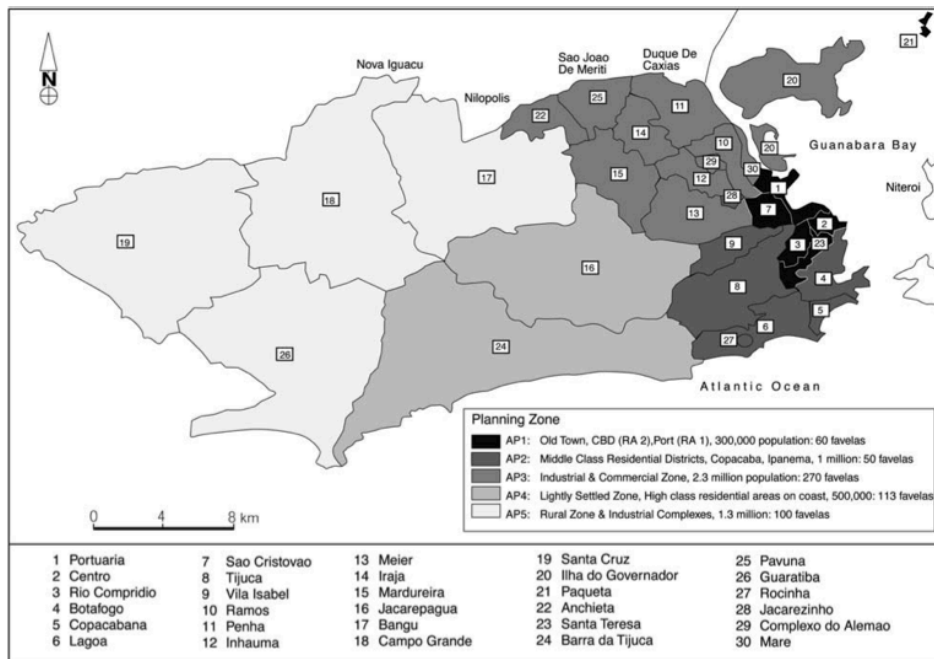 N
Nova Iguacu
Nilopolis
Sao Joao
De Meriti
Duque De
Caxias
21
20
25
11
22
14
10
20
Guanabara Bay
29
30
15
12
17
1
Niteroi
28
18
7
13
2
19
9
3
23
16
4
8
5
6
24
27
26
Atlantic Ocean
Planning Zone
AP1: Old Town, CBD (RA 2),Port (RA 1), 300,000 population: 60 favelas
AP2: Middle Class Residential Districts, Copacaba, Ipanema, 1 million: 50 favelas
AP3: Industrial & Commercial Zone, 2.3 million population: 270 favelas
AP4: Lightly Settled Zone, High class residential areas on coast, 500,000: 113 favelas
AP5: Rural Zone & Industrial Complexes, 1.3 million: 100 favelas
0 8 km
1 Portuaria
2 Centro
3 Rio Compridio
4 Botafogo
5 Copacabana
6 Lagoa
7 Sao Cristovao
8 Tijuca
9 Vila Isabel
10 Ramos
11 Penha
12 Inhauma
13 Meier
14 Iraja
15 Mardureira
16 Jacarepagua
17 Bangu
18 Campo Grande
19 Santa Cruz
20 Ilha do Governador
21 Paqueta
22 Anchieta
23 Santa Teresa
24 Barra da Tijuca
25 Pavuna
26 Guaratiba
27 Rocinha
28 Jacarezinho
29 Complexo do Alemao
30 Mare